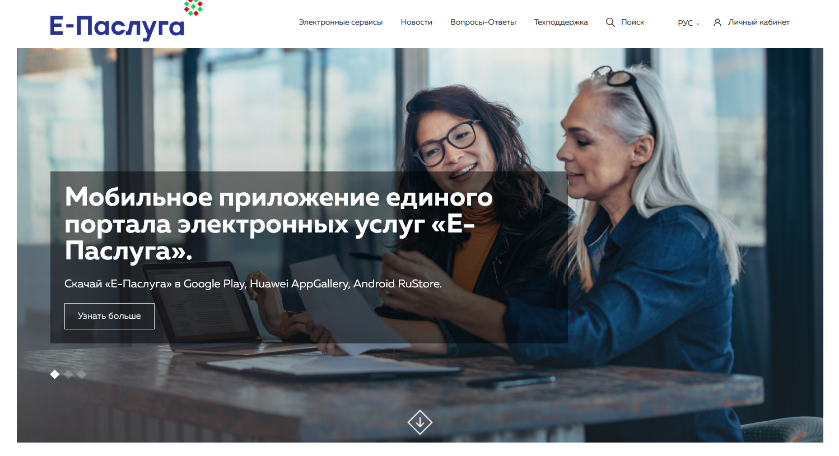 Е-Паслуга
Электронные сервисы Новости Вопросы-Ответы Техподдержка Поиск РУС Личный кабинет
Мобильное приложение единого
портала электронных услуг «Е-
Паслуга».
Скачай «Е-Паслуга» в Google Play, Huawei AppGallery, Android RuStore.
Узнать больше